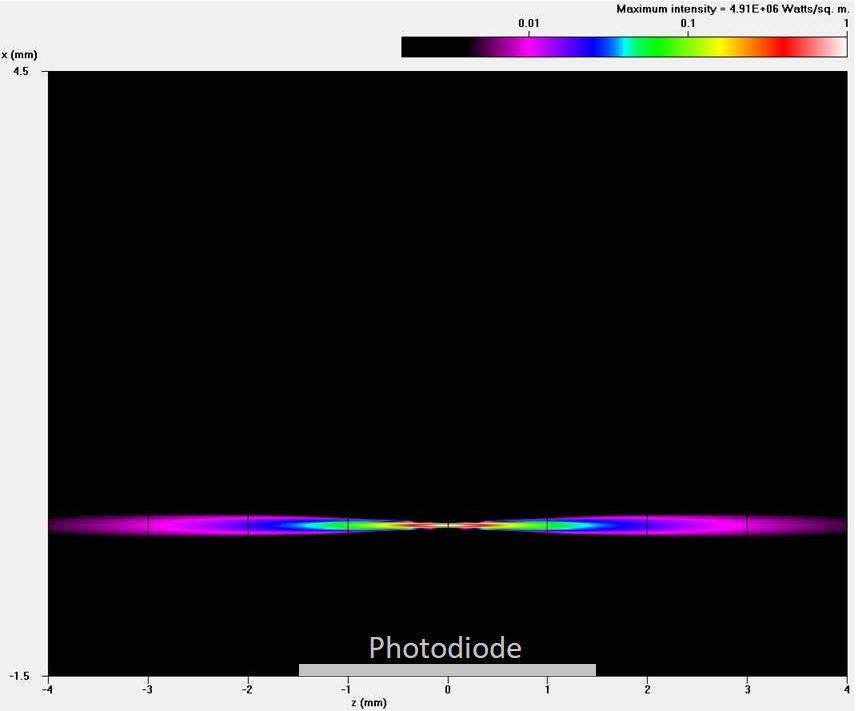 Maximum intensity = 4.91E+06 Watts/sq. m.
0.01 0.1 1
x (mm)
4.5
Photodiode
-1.5
-4 -3 -2 -1 0 1 2 3 4
z (mm)